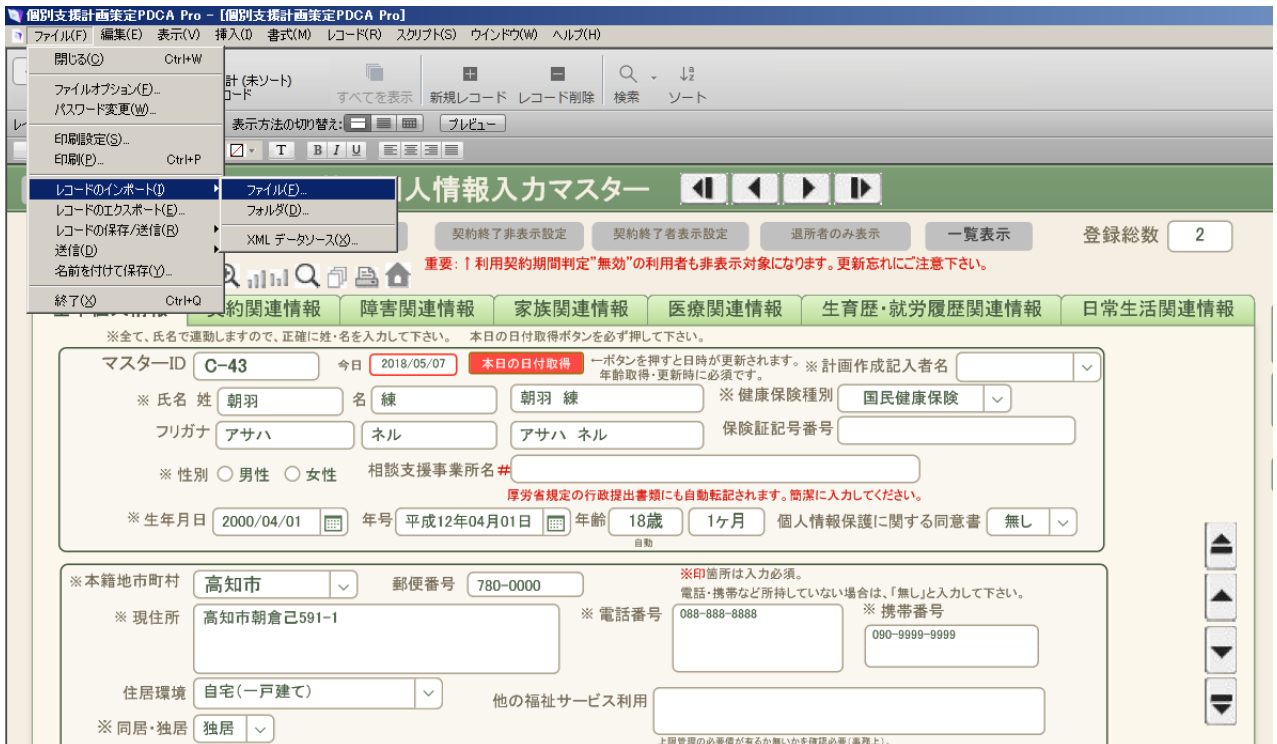 個別支援計画策定PDCA Pro - [個別支援計画策定PDCA Pro]
ファイル(F) 編集(E) 表示(V) 挿入(I) 書式(M) レコード(R) スクリプト(S) ウインドウ(W) ヘルプ(H)
閉じる(C) Ctrl+W
ファイルオプション(F)...
パスワード変更(W)...
印刷設定(S)...
印刷(P)... Ctrl+P
レコードのインポート(I)
レコードのエクスポート(E)...
レコードの保存/送信(R)
送信(D)
名前を付けて保存(Y)...
終了(X) Ctrl+Q
ファイル(F)...
フォルダ(D)...
XML データソース(X)...
計 (未ソート)
コード
すべてを表示 新規レコード レコード削除 検索 ソート
表示方法の切り替え: プレビュー
T B I U
人情報入力マスター
契約終了非表示設定 契約終了者表示設定 退所者のみ表示 一覧表示 登録総数 2
重要:↑利用契約期間判定"無効"の利用者も非表示対象になります。更新忘れにご注意下さい。
約関連情報 障害関連情報 家族関連情報 医療関連情報 生育歴・就労履歴関連情報 日常生活関連情報
※全て、氏名で連動しますので、正確に姓・名を入力して下さい。 本日の日付取得ボタンを必ず押して下さい。
マスターID C-43 今日 2018/05/07 本日の日付取得 ←ボタンを押すと日時が更新されます。
年齢取得・更新時に必須です。
※計画作成記入者名
※ 氏名 姓 朝羽 名 練 朝羽 練 ※健康保険種別 国民健康保険
フリガナ アサハ ネル アサハ ネル 保険証記号番号
※ 性別 男性 女性 相談支援事業所名#
厚労省規定の行政提出書類にも自動転記されます。簡潔に入力してください。
※生年月日 2000/04/01 年号 平成12年04月01日 年齢 18歳 1ヶ月 個人情報保護に関する同意書 無し
自動
※本籍地市町村 高知市 郵便番号 780-0000 ※印箇所は入力必須。
電話・携帯など所持していない場合は、「無し」と入力して下さい。
※ 現住所 高知市朝倉己591-1 ※ 電話番号 088-888-8888 ※ 携帯番号
090-9999-9999
住居環境 自宅(一戸建て) 他の福祉サービス利用
※ 同居・独居 独居